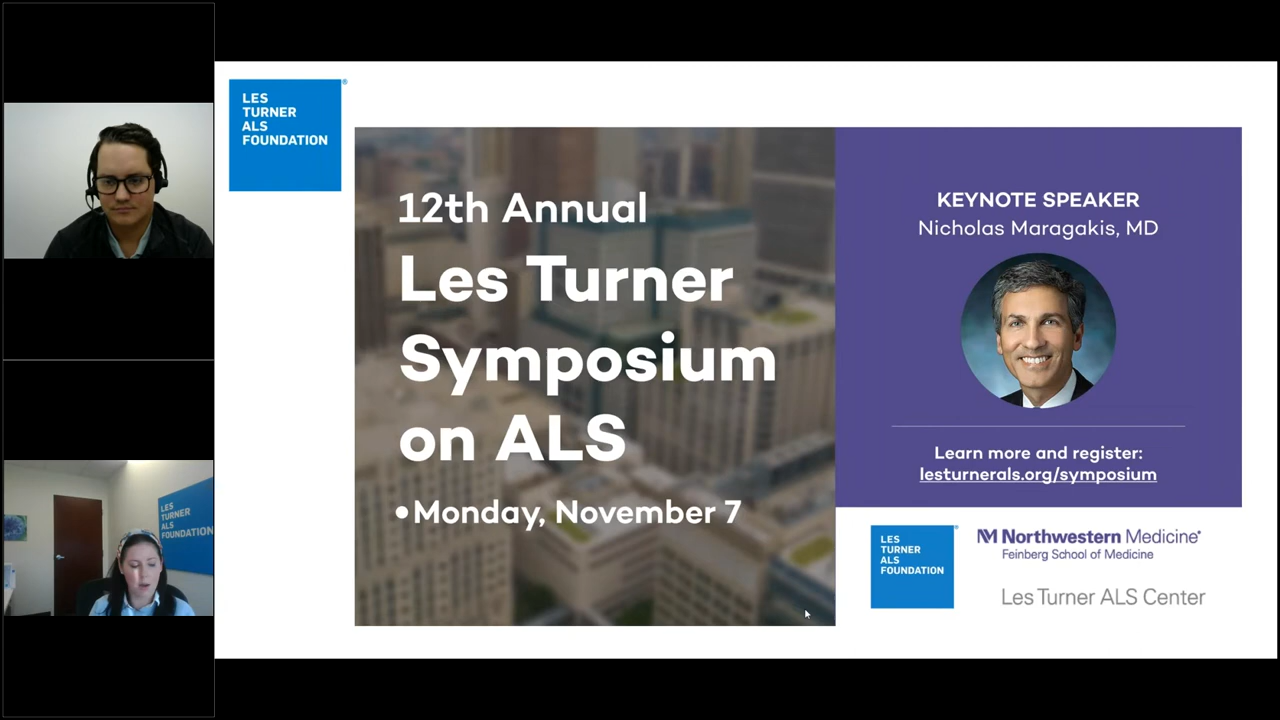 LES
TURNER
ALS
FOUNDATION
®
12th Annual
Les Turner
Symposium
on ALS
•Monday, November 7
KEYNOTE SPEAKER
Nicholas Maragakis, MD
Learn more and register:
lesturnerals.org/symposium
LES
TURNER
ALS
FOUNDATION
®
Northwestern Medicine®
Feinberg School of Medicine
Les Turner ALS Center
LES
TURNER
ALS
FOUNDATION